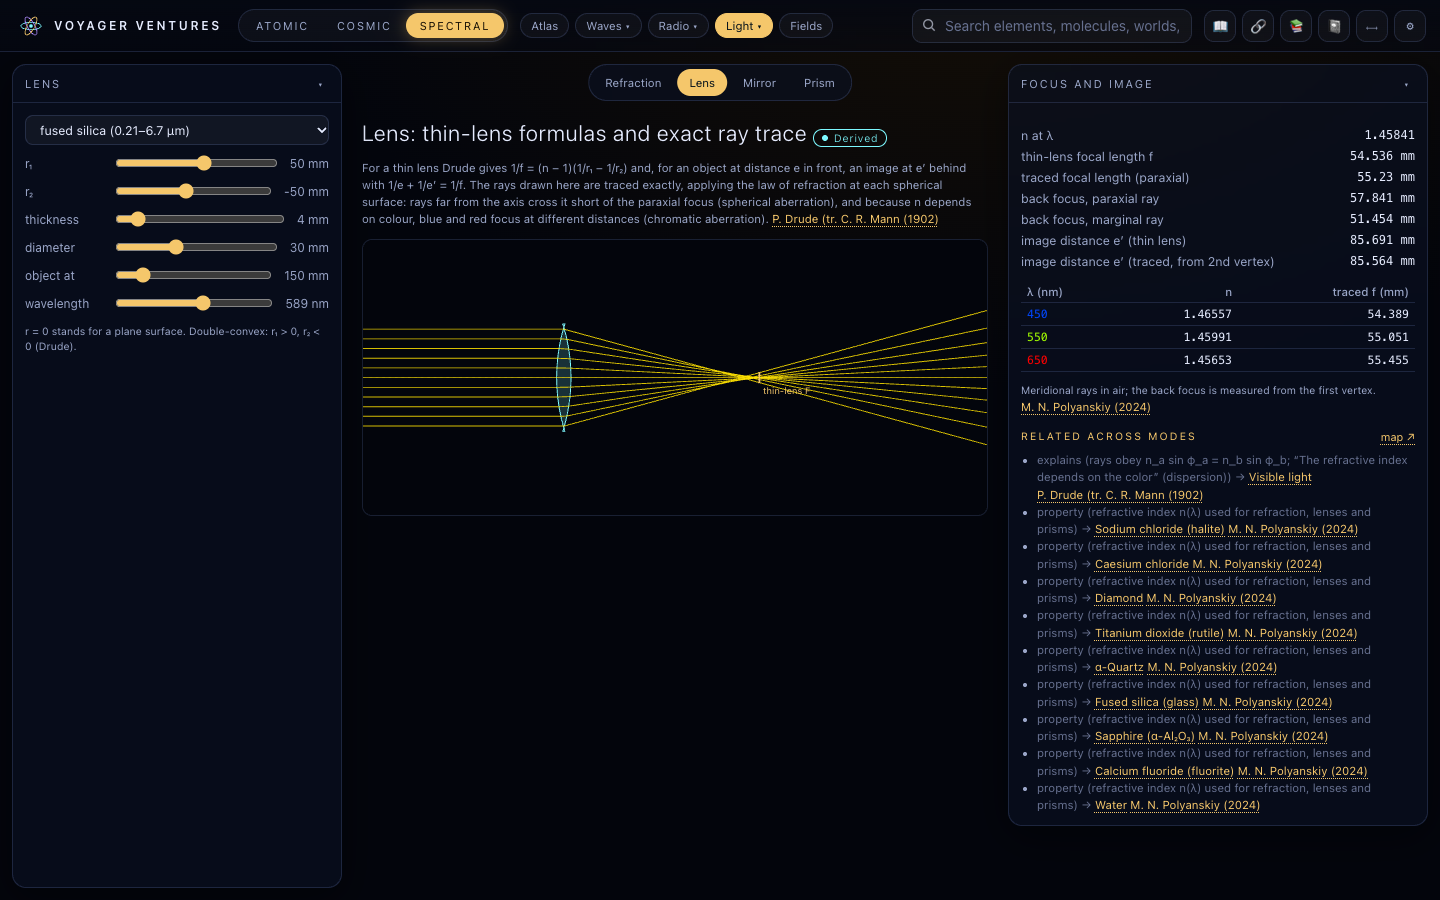 VOYAGER VENTURES
ATOMIC COSMIC SPECTRAL
Atlas Waves ▾ Radio ▾ Light ▾ Fields
Search elements, molecules, worlds,
LENS ▾
fused silica (0.21–6.7 µm)
r₁ 50 mm
r₂ -50 mm
thickness 4 mm
diameter 30 mm
object at 150 mm
wavelength 589 nm
r = 0 stands for a plane surface. Double-convex: r₁ > 0, r₂ <
0 (Drude).
Refraction Lens Mirror Prism
Lens: thin-lens formulas and exact ray trace Derived
For a thin lens Drude gives 1/f = (n − 1)(1/r₁ − 1/r₂) and, for an object at distance e in front, an image at e′ behind
with 1/e + 1/e′ = 1/f. The rays drawn here are traced exactly, applying the law of refraction at each spherical
surface: rays far from the axis cross it short of the paraxial focus (spherical aberration), and because n depends
on colour, blue and red focus at different distances (chromatic aberration). P. Drude (tr. C. R. Mann (1902)
thin-lens f
FOCUS AND IMAGE ▾
n at λ 1.45841
thin-lens focal length f 54.536 mm
traced focal length (paraxial) 55.23 mm
back focus, paraxial ray 57.841 mm
back focus, marginal ray 51.454 mm
image distance e′ (thin lens) 85.691 mm
image distance e′ (traced, from 2nd vertex) 85.564 mm
λ (nm) n traced f (mm)
450 1.46557 54.389
550 1.45991 55.051
650 1.45653 55.455
Meridional rays in air; the back focus is measured from the first vertex.
M. N. Polyanskiy (2024)
RELATED ACROSS MODES map ↗
• explains (rays obey n_a sin φ_a = n_b sin φ_b; “The refractive index
depends on the color” (dispersion)) → Visible light
P. Drude (tr. C. R. Mann (1902)
• property (refractive index n(λ) used for refraction, lenses and
prisms) → Sodium chloride (halite) M. N. Polyanskiy (2024)
• property (refractive index n(λ) used for refraction, lenses and
prisms) → Caesium chloride M. N. Polyanskiy (2024)
• property (refractive index n(λ) used for refraction, lenses and
prisms) → Diamond M. N. Polyanskiy (2024)
• property (refractive index n(λ) used for refraction, lenses and
prisms) → Titanium dioxide (rutile) M. N. Polyanskiy (2024)
• property (refractive index n(λ) used for refraction, lenses and
prisms) → α-Quartz M. N. Polyanskiy (2024)
• property (refractive index n(λ) used for refraction, lenses and
prisms) → Fused silica (glass) M. N. Polyanskiy (2024)
• property (refractive index n(λ) used for refraction, lenses and
prisms) → Sapphire (α-Al₂O₃) M. N. Polyanskiy (2024)
• property (refractive index n(λ) used for refraction, lenses and
prisms) → Calcium fluoride (fluorite) M. N. Polyanskiy (2024)
• property (refractive index n(λ) used for refraction, lenses and
prisms) → Water M. N. Polyanskiy (2024)